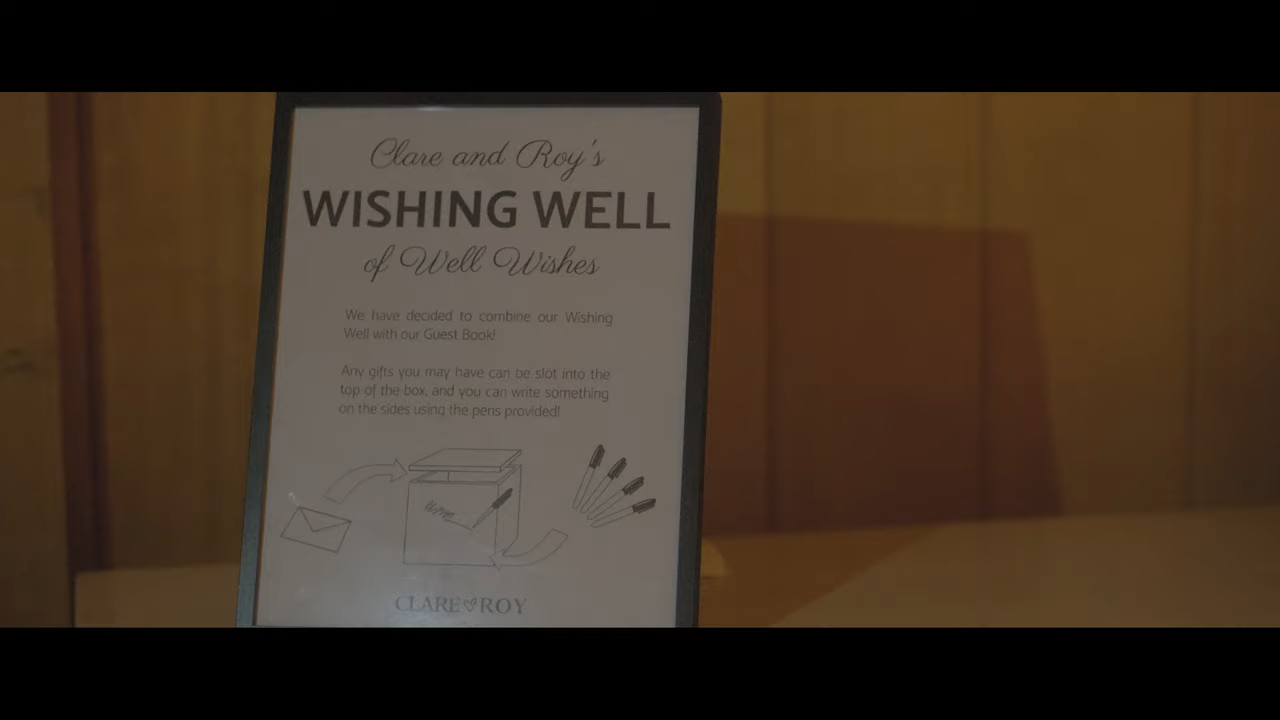 Clare and Roy's
WISHING WELL
of Well Wishes
We have decided to combine our Wishing
Well with our Guest Book!
Any gifts you may have can be slot into the
top of the box, and you can write something
on the sides using the pens provided!
CLARE♡ROY